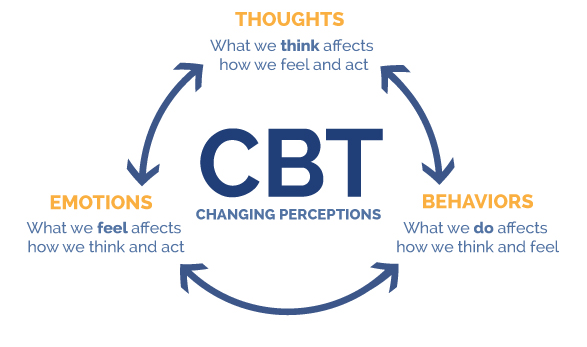 THOUGHTS
What we think affects
how we feel and act
CBT
CHANGING PERCEPTIONS
EMOTIONS
What we feel affects
how we think and act
BEHAVIORS
What we do affects
how we think and feel